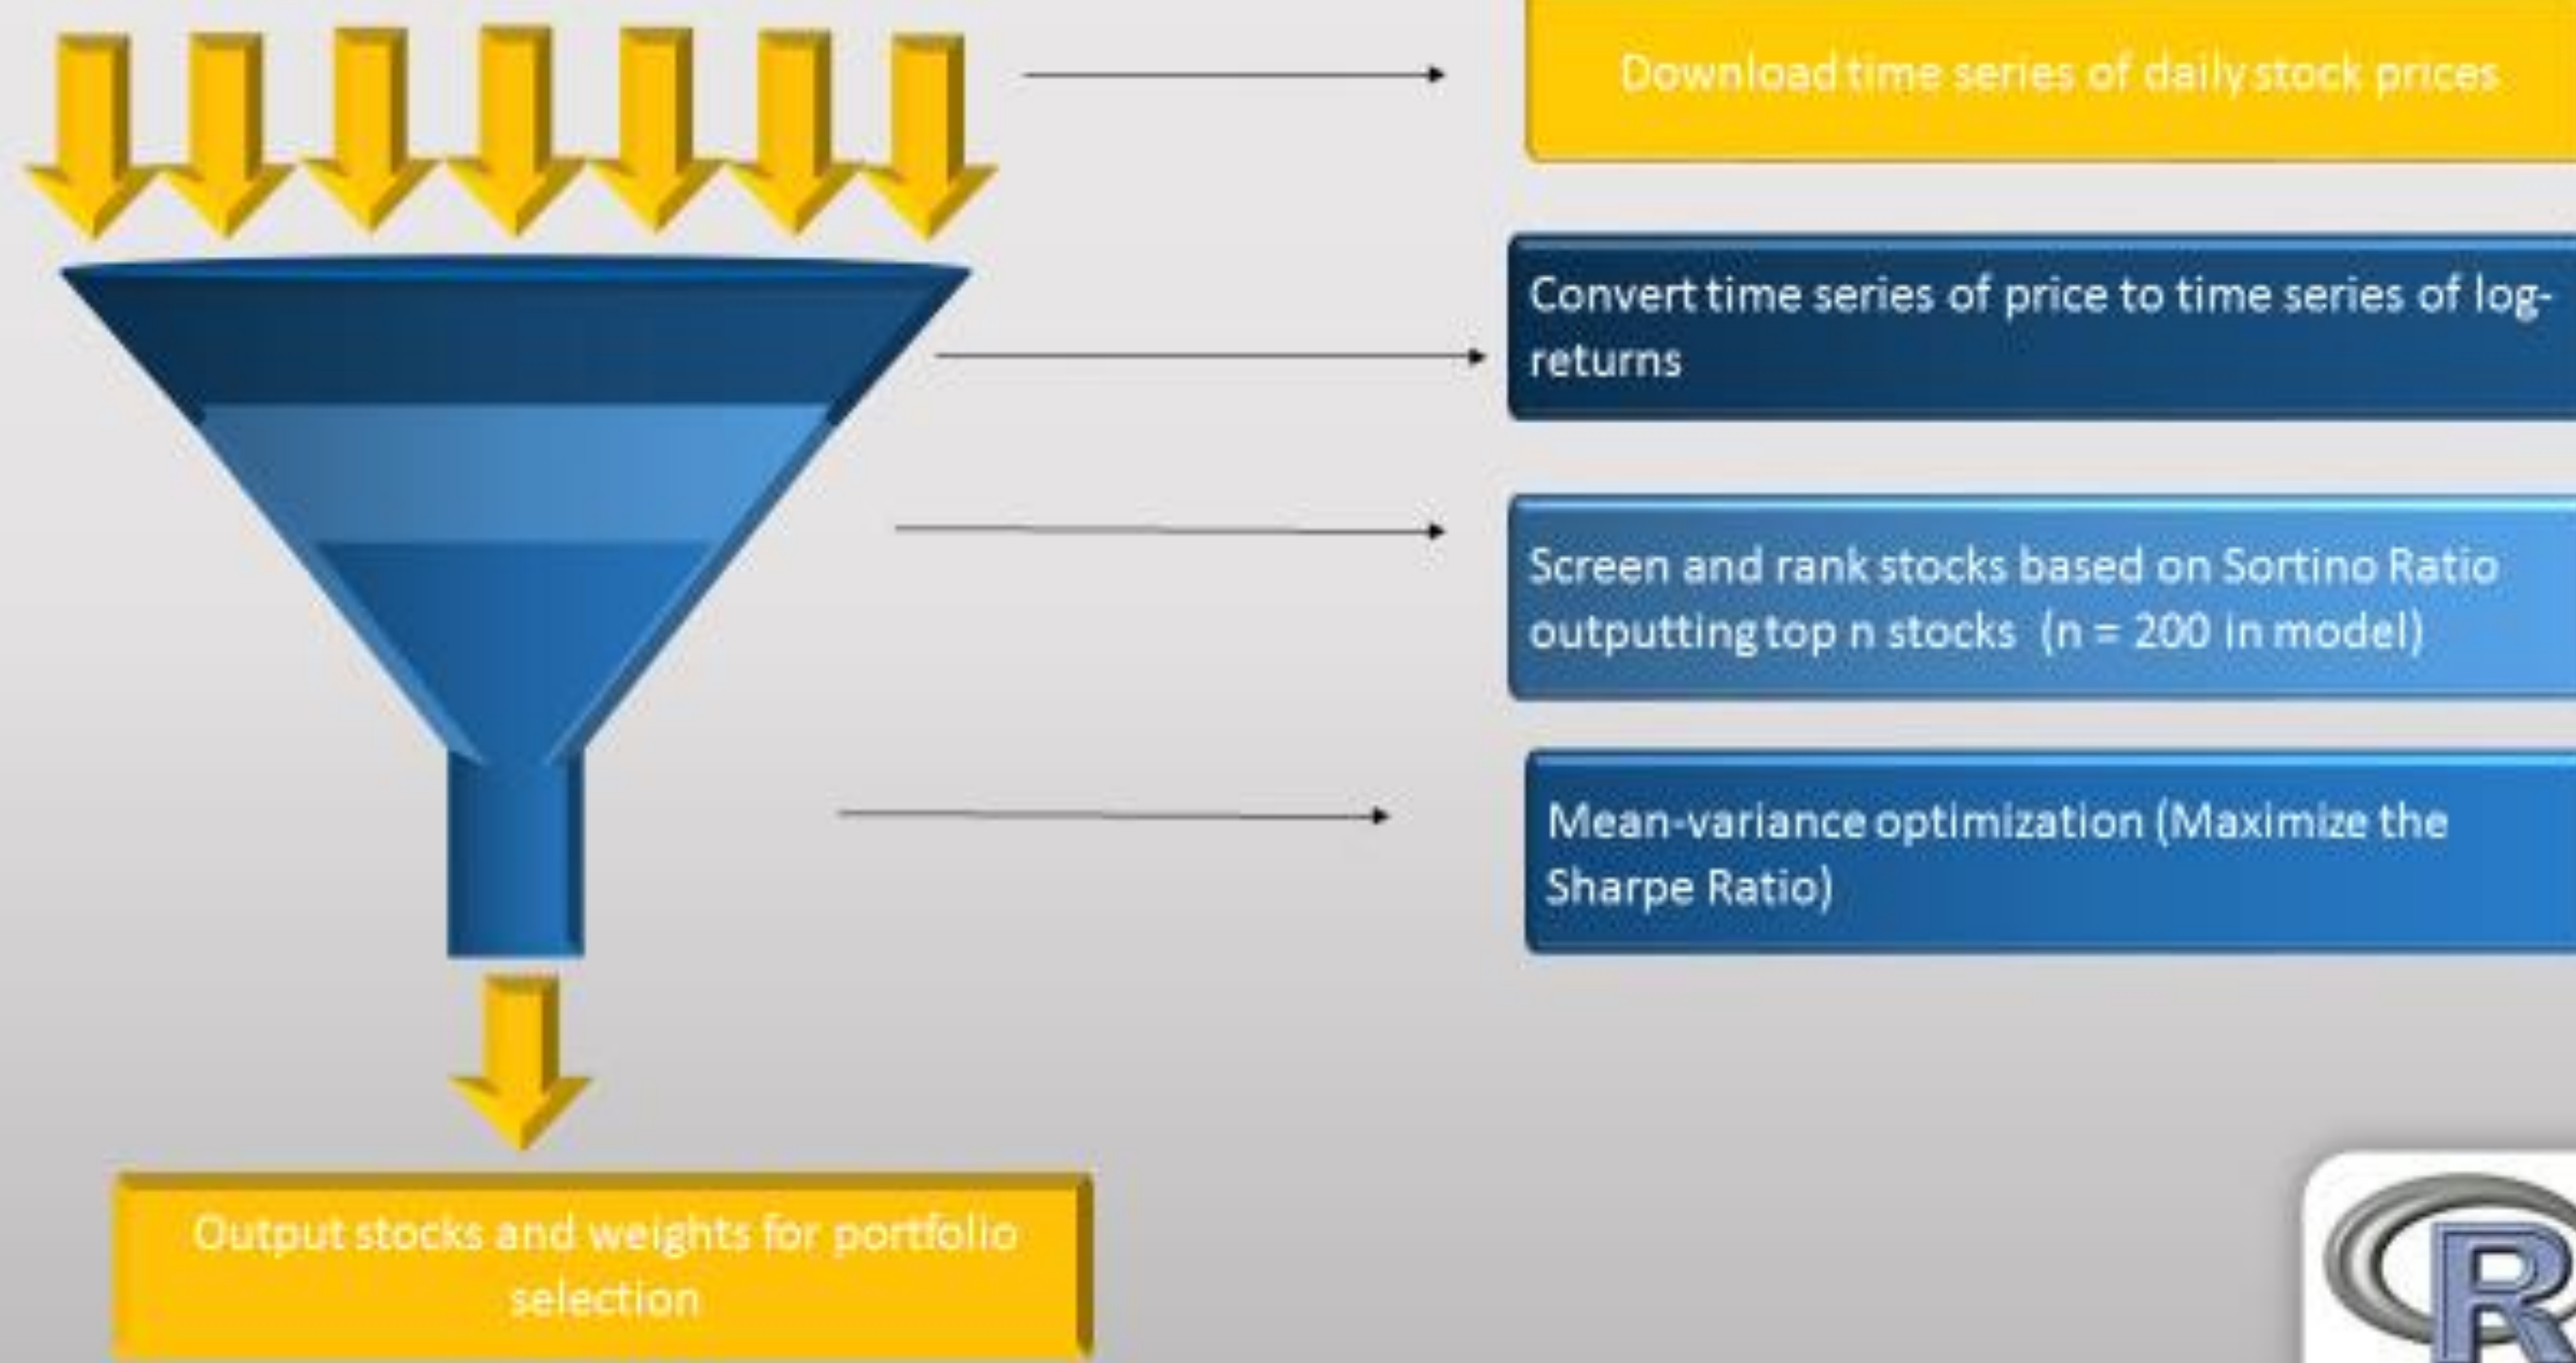 Download time series of daily stock prices
Convert time series of price to time series of log-
returns
Screen and rank stocks based on Sortino Ratio
outputting top n stocks (n = 200 in model)
Mean-variance optimization (Maximize the
Sharpe Ratio)
Output stocks and weights for portfolio
selection
R